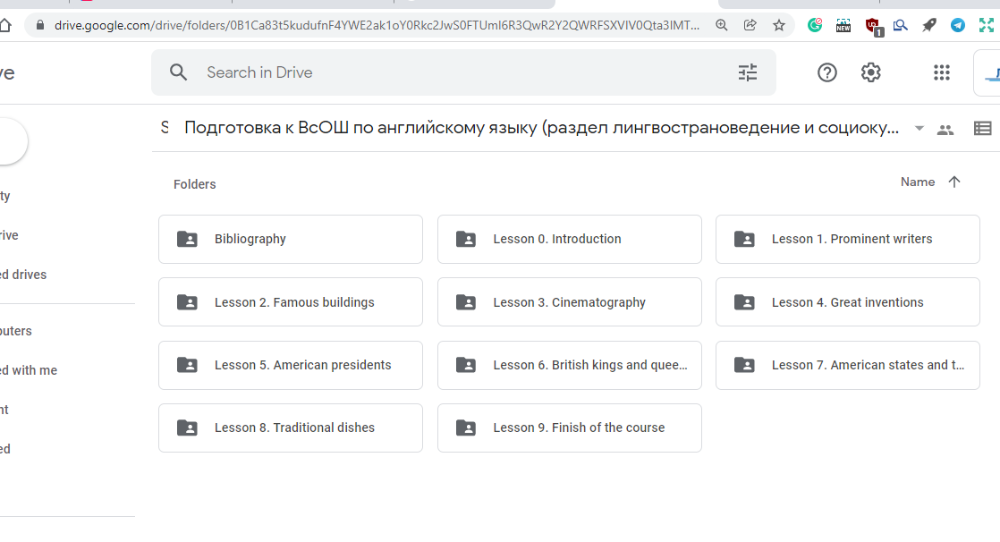 drive.google.com/drive/folders/0B1Ca83t5kudufnF4YWE2ak1oY0Rkc2JwS0FTUml6R3QwR2Y2QWRFSXVIV0Qta3lMT...
NEW
1
ve
Search in Drive
S Подготовка к ВсОШ по английскому языку (раздел лингвострановедение и социоку...
Folders
Name
ty
rive
ed drives
puters
ed with me
nt
ed
Bibliography
Lesson 0. Introduction
Lesson 1. Prominent writers
Lesson 2. Famous buildings
Lesson 3. Cinematography
Lesson 4. Great inventions
Lesson 5. American presidents
Lesson 6. British kings and quee...
Lesson 7. American states and t...
Lesson 8. Traditional dishes
Lesson 9. Finish of the course